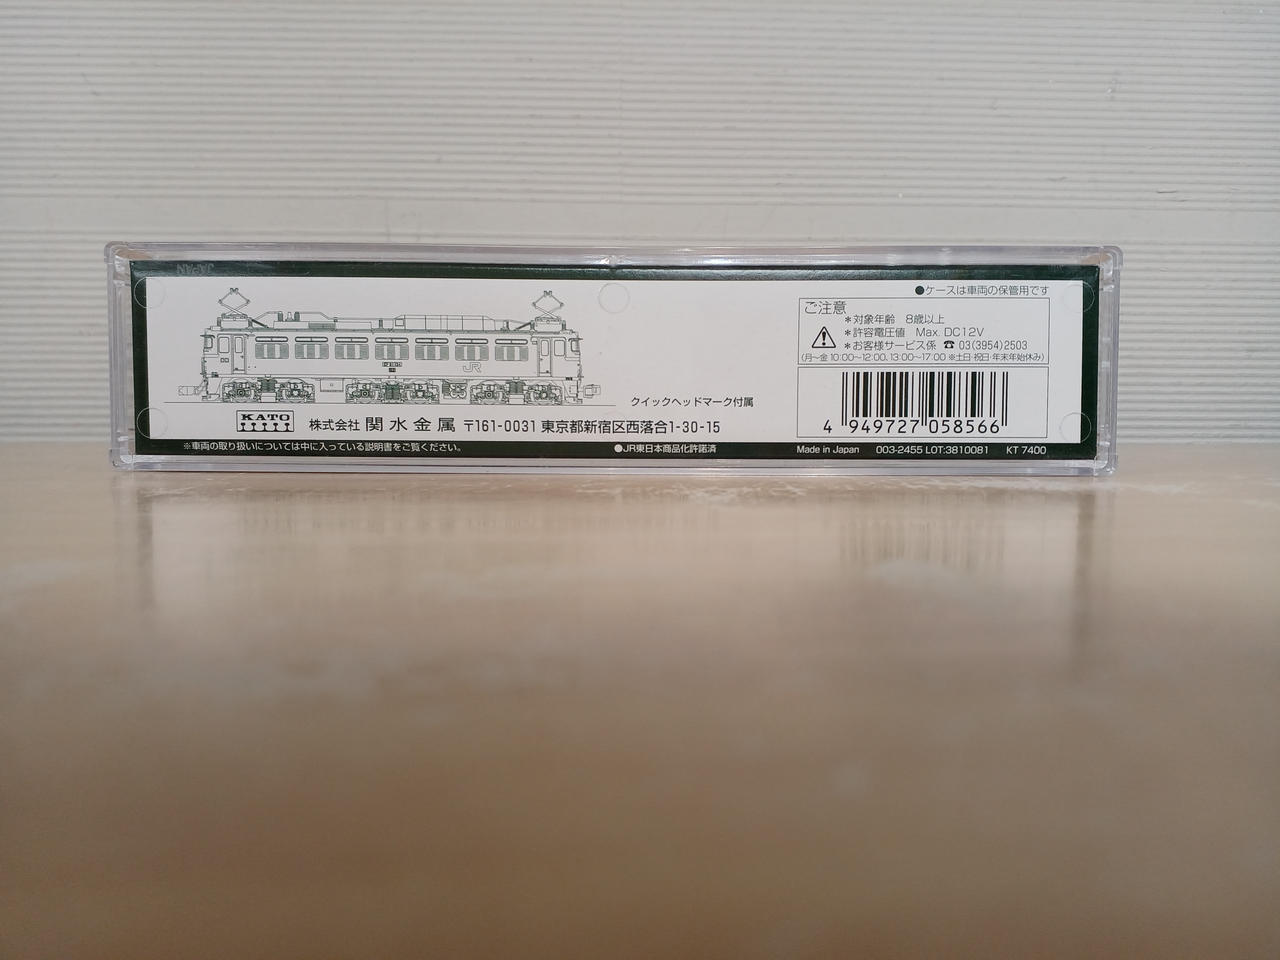 ●ケースは車両の保管用です
ご注意
＊対象年齢 8歳以上
＊許容電圧値 Max. DC12V
＊お客様サービス係 ☎ 03(3954)2503
(月〜金 10:00〜12:00、13:00〜17:00 ※土日・祝日・年末年始休み)
JR
クイックヘッドマーク付属
KATO
株式会社 関水金属 〒161-0031 東京都新宿区西落合1-30-15
4 949727 058566
※車両の取り扱いについては中に入っている説明書をご覧ください。
●JR東日本商品化許諾済
Made in Japan 003-2455 LOT:3810081 KT 7400